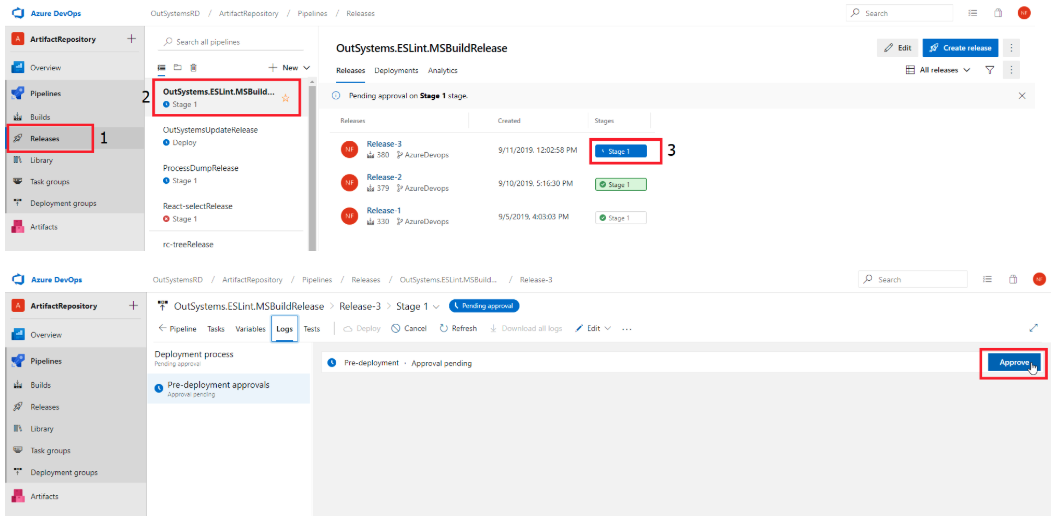 Azure DevOps
OutSystemsRD / ArtifactRepository / Pipelines / Releases
Search
NF
A ArtifactRepository +
Overview
Pipelines
Builds
Releases
1
Library
Task groups
Deployment groups
Artifacts
Search all pipelines
+ New
2
OutSystems.ESLint.MSBuild...
Stage 1
OutSystemsUpdateRelease
Deploy
ProcessDumpRelease
Stage 1
React-selectRelease
Stage 1
rc-treeRelease
OutSystems.ESLint.MSBuildRelease
Edit
Create release
Releases Deployments Analytics
All releases
Pending approval on Stage 1 stage.
Releases Created Stages
NF Release-3
380 AzureDevops
9/11/2019, 12:02:58 PM
Stage 1
3
NF Release-2
379 AzureDevops
9/10/2019, 5:16:30 PM
Stage 1
NF Release-1
330 AzureDevops
9/5/2019, 4:03:03 PM
Stage 1
Azure DevOps
OutSystemsRD / ArtifactRepository / Pipelines / Releases / OutSystems.ESLint.MSBuild... / Release-3
Search
NF
A ArtifactRepository +
Overview
Pipelines
Builds
Releases
Library
Task groups
Deployment groups
Artifacts
OutSystems.ESLint.MSBuildRelease > Release-3 > Stage 1
Pending approval
Pipeline Tasks Variables Logs Tests
Deploy Cancel Refresh Download all logs Edit ...
Deployment process
Pending approval
Pre-deployment approvals
Approval pending
Pre-deployment · Approval pending
Approve